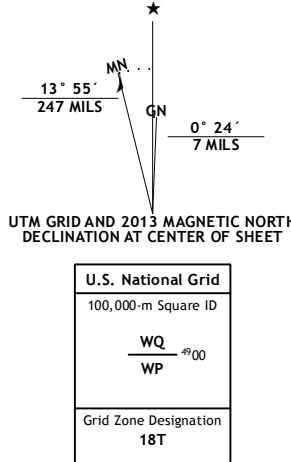 ★
MN
GN
13° 55´
247 MILS
0° 24´
7 MILS
UTM GRID AND 2013 MAGNETIC NORTH
DECLINATION AT CENTER OF SHEET
U.S. National Grid
100,000-m Square ID
WQ
4900
WP
Grid Zone Designation
18T